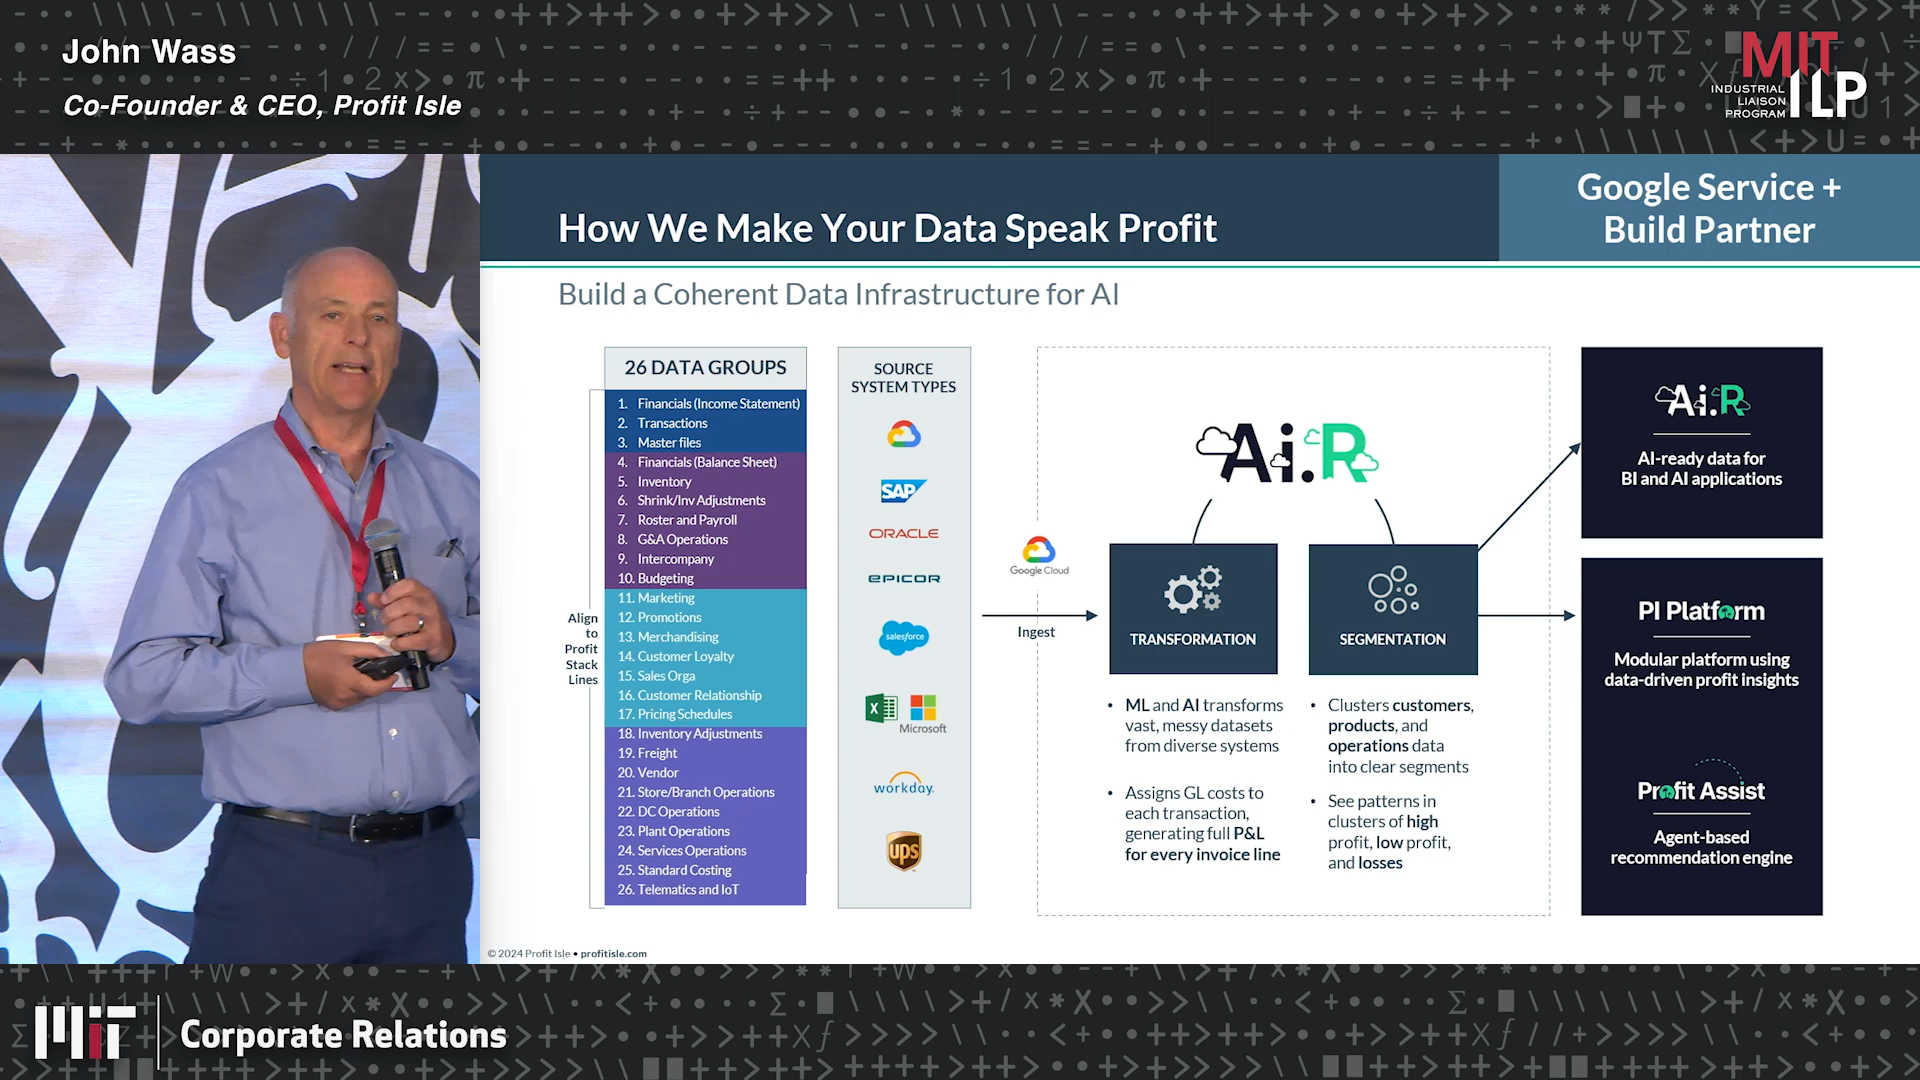 John Wass
Co-Founder & CEO, Profit Isle
MIT
ILP
INDUSTRIAL
LIAISON
PROGRAM
How We Make Your Data Speak Profit
Google Service +
Build Partner
Build a Coherent Data Infrastructure for AI
26 DATA GROUPS
1. Financials (Income Statement)
2. Transactions
3. Master files
4. Financials (Balance Sheet)
5. Inventory
6. Shrink/Inv Adjustments
7. Roster and Payroll
8. G&A Operations
9. Intercompany
10. Budgeting
11. Marketing
12. Promotions
13. Merchandising
14. Customer Loyalty
15. Sales Orga
16. Customer Relationship
17. Pricing Schedules
18. Inventory Adjustments
19. Freight
20. Vendor
21. Store/Branch Operations
22. DC Operations
23. Plant Operations
24. Services Operations
25. Standard Costing
26. Telematics and IoT
Align
to
Profit
Stack
Lines
SOURCE
SYSTEM TYPES
SAP
ORACLE
EPICOR
salesforce
X
Microsoft
workday.
ups
Google Cloud
Ingest
Ai.R
TRANSFORMATION
• ML and AI transforms
vast, messy datasets
from diverse systems
• Assigns GL costs to
each transaction,
generating full P&L
for every invoice line
SEGMENTATION
• Clusters customers,
products, and
operations data
into clear segments
• See patterns in
clusters of high
profit, low profit,
and losses
Ai.R
AI-ready data for
BI and AI applications
PI Platform
Modular platform using
data-driven profit insights
Profit Assist
Agent-based
recommendation engine
© 2024 Profit Isle • profitisle.com
MIT
Corporate Relations